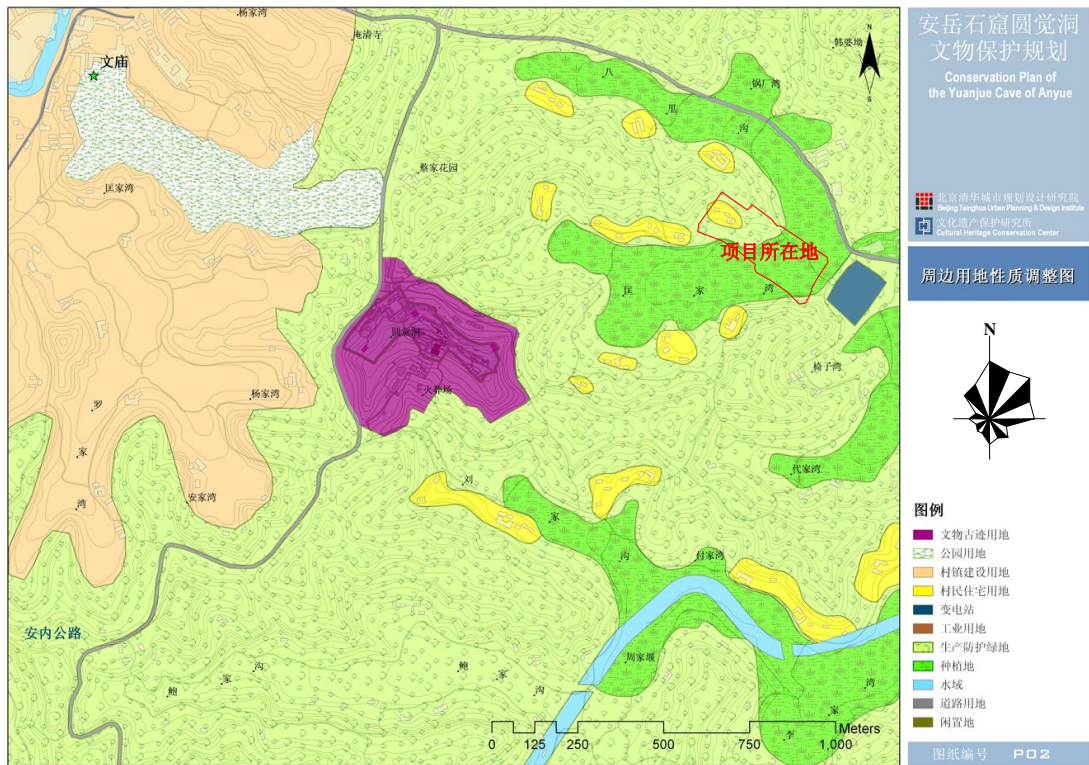 杨家湾
文庙
庵清寺
韩婆坳
N
S
八
里
沟
锅厂湾
蔡家花园
匡家湾
项目所在地
匡
家
湾
圆觉洞
火葬场
椅子湾
杨家湾
罗
家
湾
安家湾
代家湾
刘
家
沟
付家湾
安内公路
周家堰
鲍
家
沟
鲍
家
沟
李
家
湾
0 125 250 500 750 1,000
Meters
安岳石窟圆觉洞
文物保护规划
Conservation Plan of
the Yuanjue Cave of Anyue
北京清华城市规划设计研究院
Beijing Tsinghua Urban Planning & Design Institute
文化遗产保护研究所
Cultural Heritage Conservation Center
周边用地性质调整图
N
图例
文物古迹用地
公园用地
村镇建设用地
村民住宅用地
变电站
工业用地
生产防护绿地
种植地
水域
道路用地
闲置地
图纸编号 P02